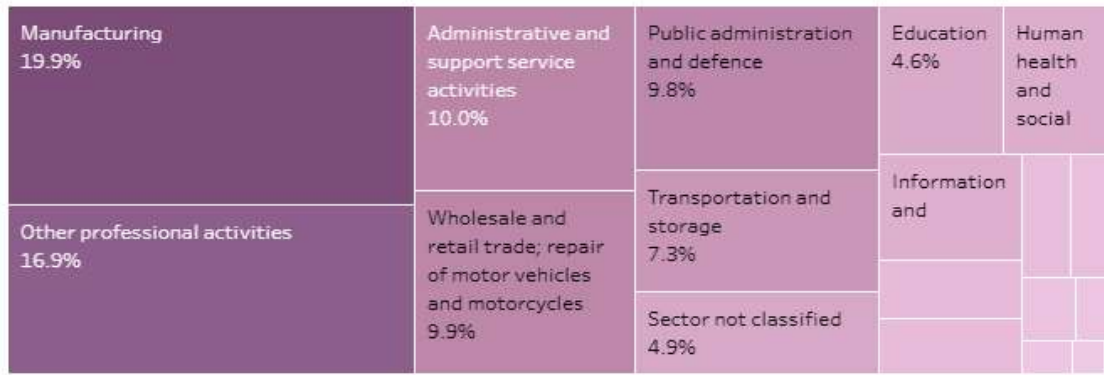 Manufacturing
19.9%
Other professional activities
16.9%
Administrative and
support service
activities
10.0%
Wholesale and
retail trade; repair
of motor vehicles
and motorcycles
9.9%
Public administration
and defence
9.8%
Transportation and
storage
7.3%
Sector not classified
4.9%
Education
4.6%
Human
health
and
social
Information
and